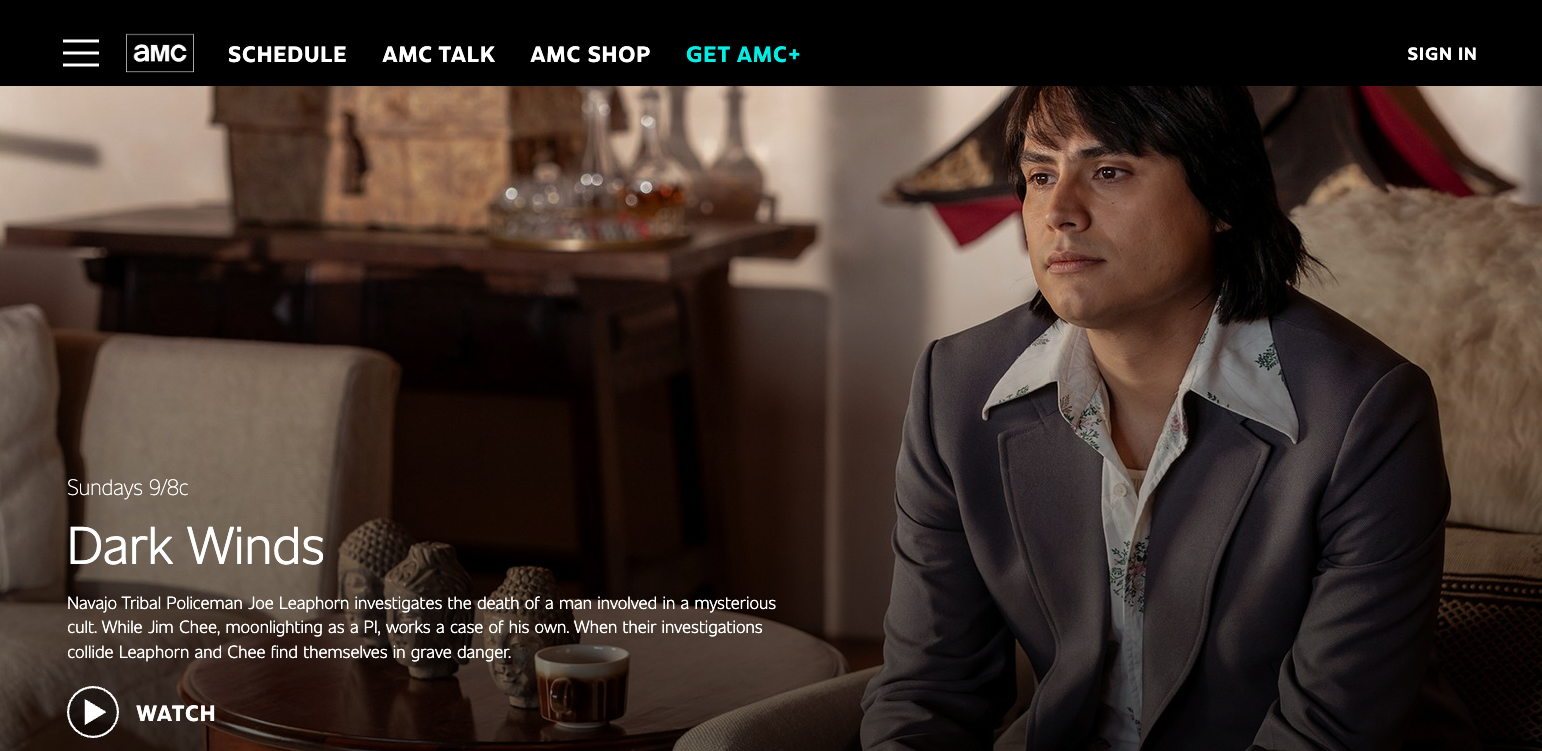 amc
SCHEDULE
AMC TALK
AMC SHOP
GET AMC+
SIGN IN
Sundays 9/8c
Dark Winds
Navajo Tribal Policeman Joe Leaphorn investigates the death of a man involved in a mysterious
cult. While Jim Chee, moonlighting as a PI, works a case of his own. When their investigations
collide Leaphorn and Chee find themselves in grave danger.
WATCH